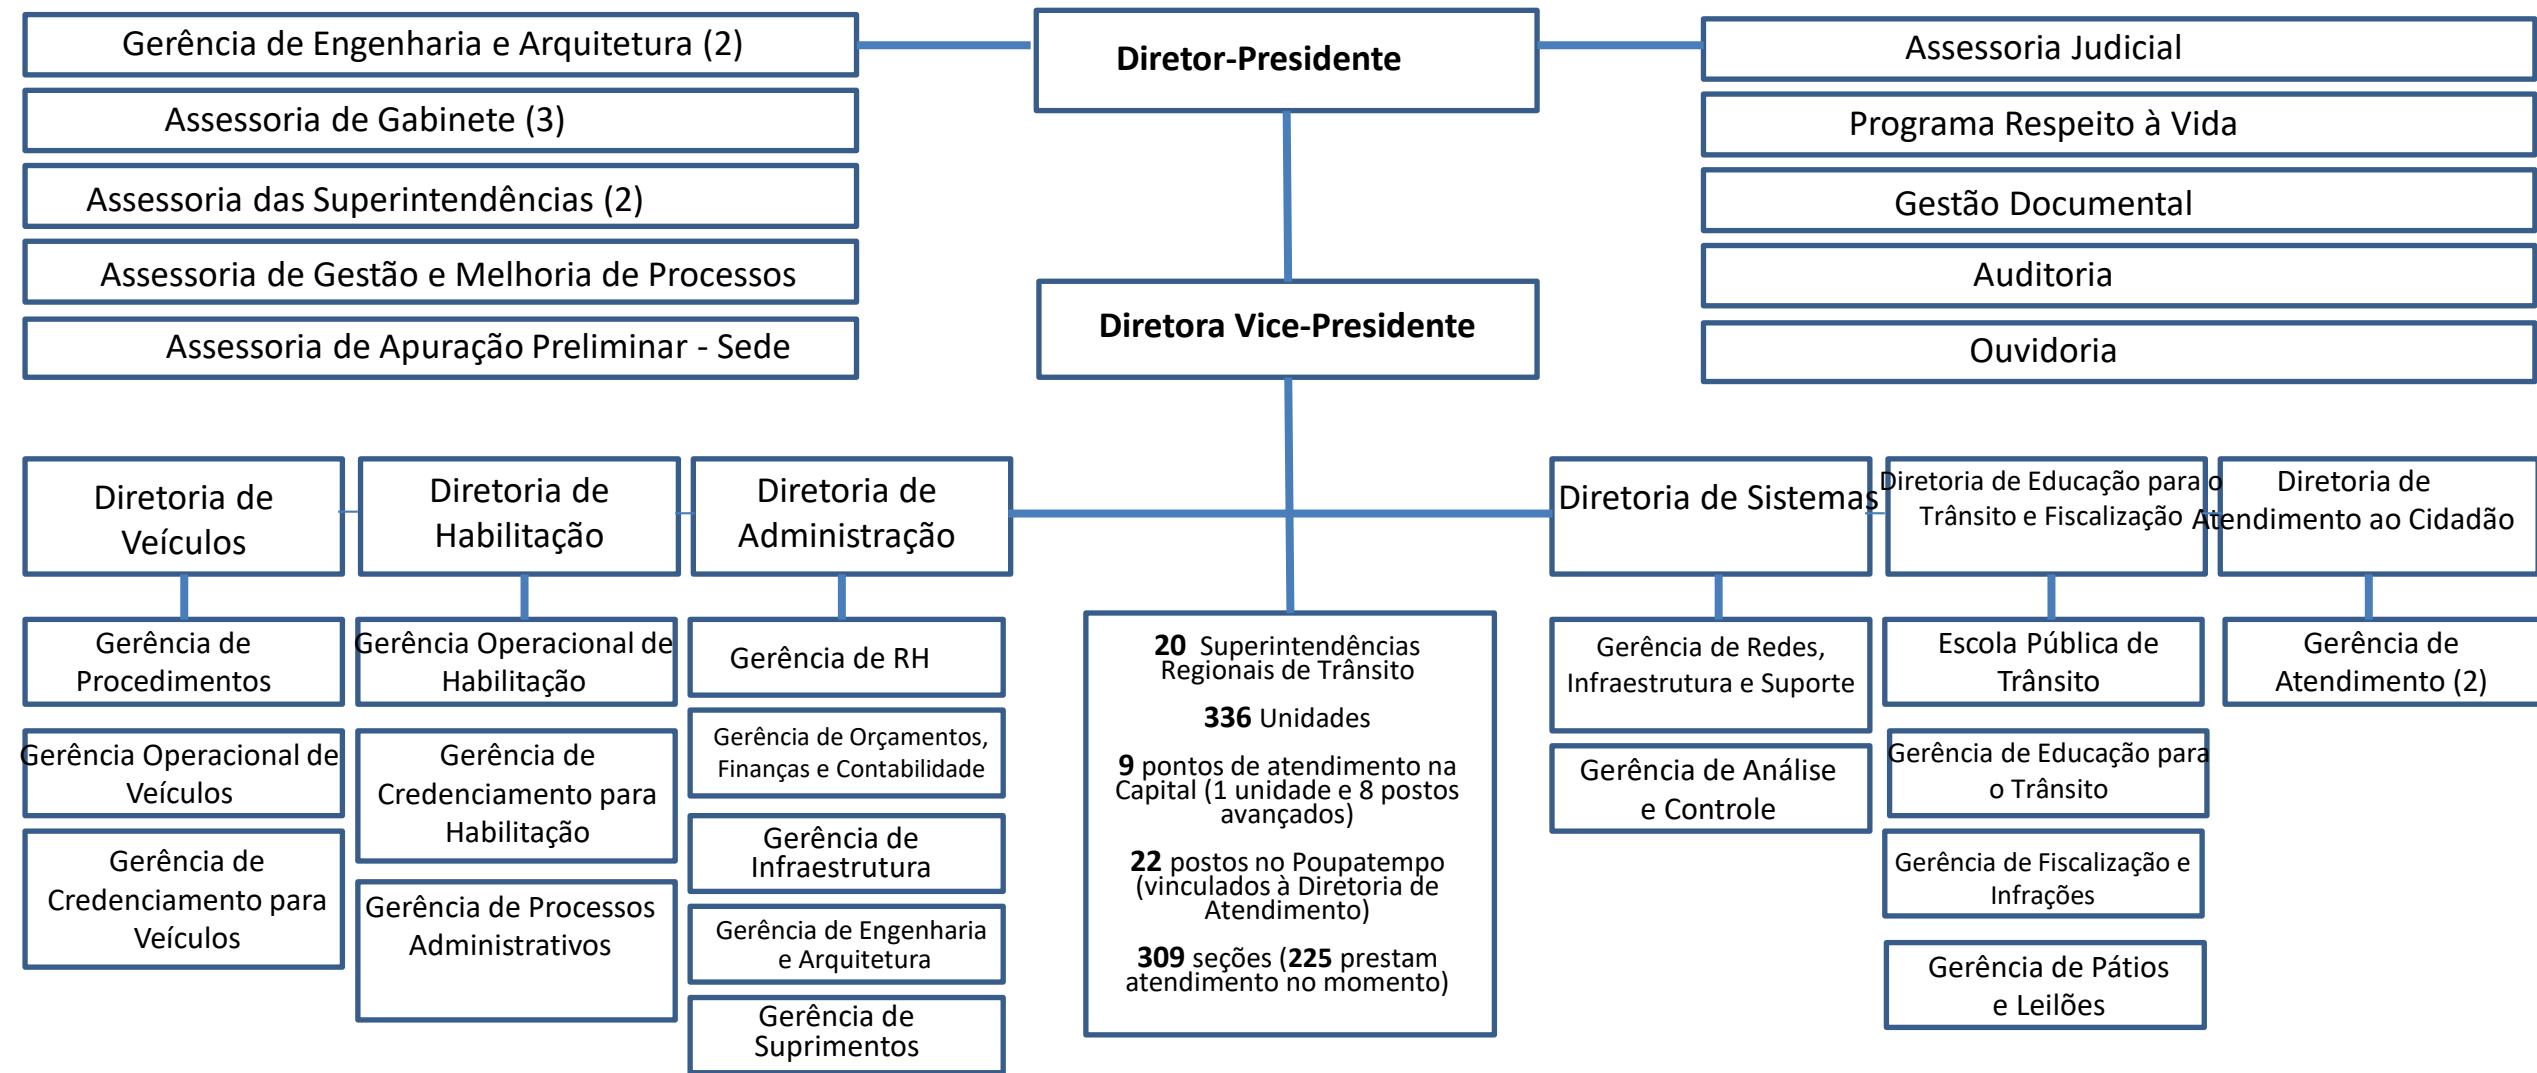 Gerência de Engenharia e Arquitetura (2)
Assessoria de Gabinete (3)
Assessoria das Superintendências (2)
Assessoria de Gestão e Melhoria de Processos
Assessoria de Apuração Preliminar - Sede
Diretor-Presidente
Diretora Vice-Presidente
Assessoria Judicial
Programa Respeito à Vida
Gestão Documental
Auditoria
Ouvidoria
Diretoria de
Veículos
Gerência de
Procedimentos
Gerência Operacional de
Veículos
Gerência de
Credenciamento para
Veículos
Diretoria de
Habilitação
Gerência Operacional de
Habilitação
Gerência de
Credenciamento para
Habilitação
Gerência de Processos
Administrativos
Diretoria de
Administração
Gerência de RH
Gerência de Orçamentos,
Finanças e Contabilidade
Gerência de
Infraestrutura
Gerência de Engenharia
e Arquitetura
Gerência de
Suprimentos
20 Superintendências
Regionais de Trânsito
336 Unidades
9 pontos de atendimento na
Capital (1 unidade e 8 postos
avançados)
22 postos no Poupatempo
(vinculados à Diretoria de
Atendimento)
309 seções (225 prestam
atendimento no momento)
Diretoria de Sistemas
Gerência de Redes,
Infraestrutura e Suporte
Gerência de Análise
e Controle
Diretoria de Educação para o
Trânsito e Fiscalização
Escola Pública de
Trânsito
Gerência de Educação para
o Trânsito
Gerência de Fiscalização e
Infrações
Gerência de Pátios
e Leilões
Diretoria de
Atendimento ao Cidadão
Gerência de
Atendimento (2)